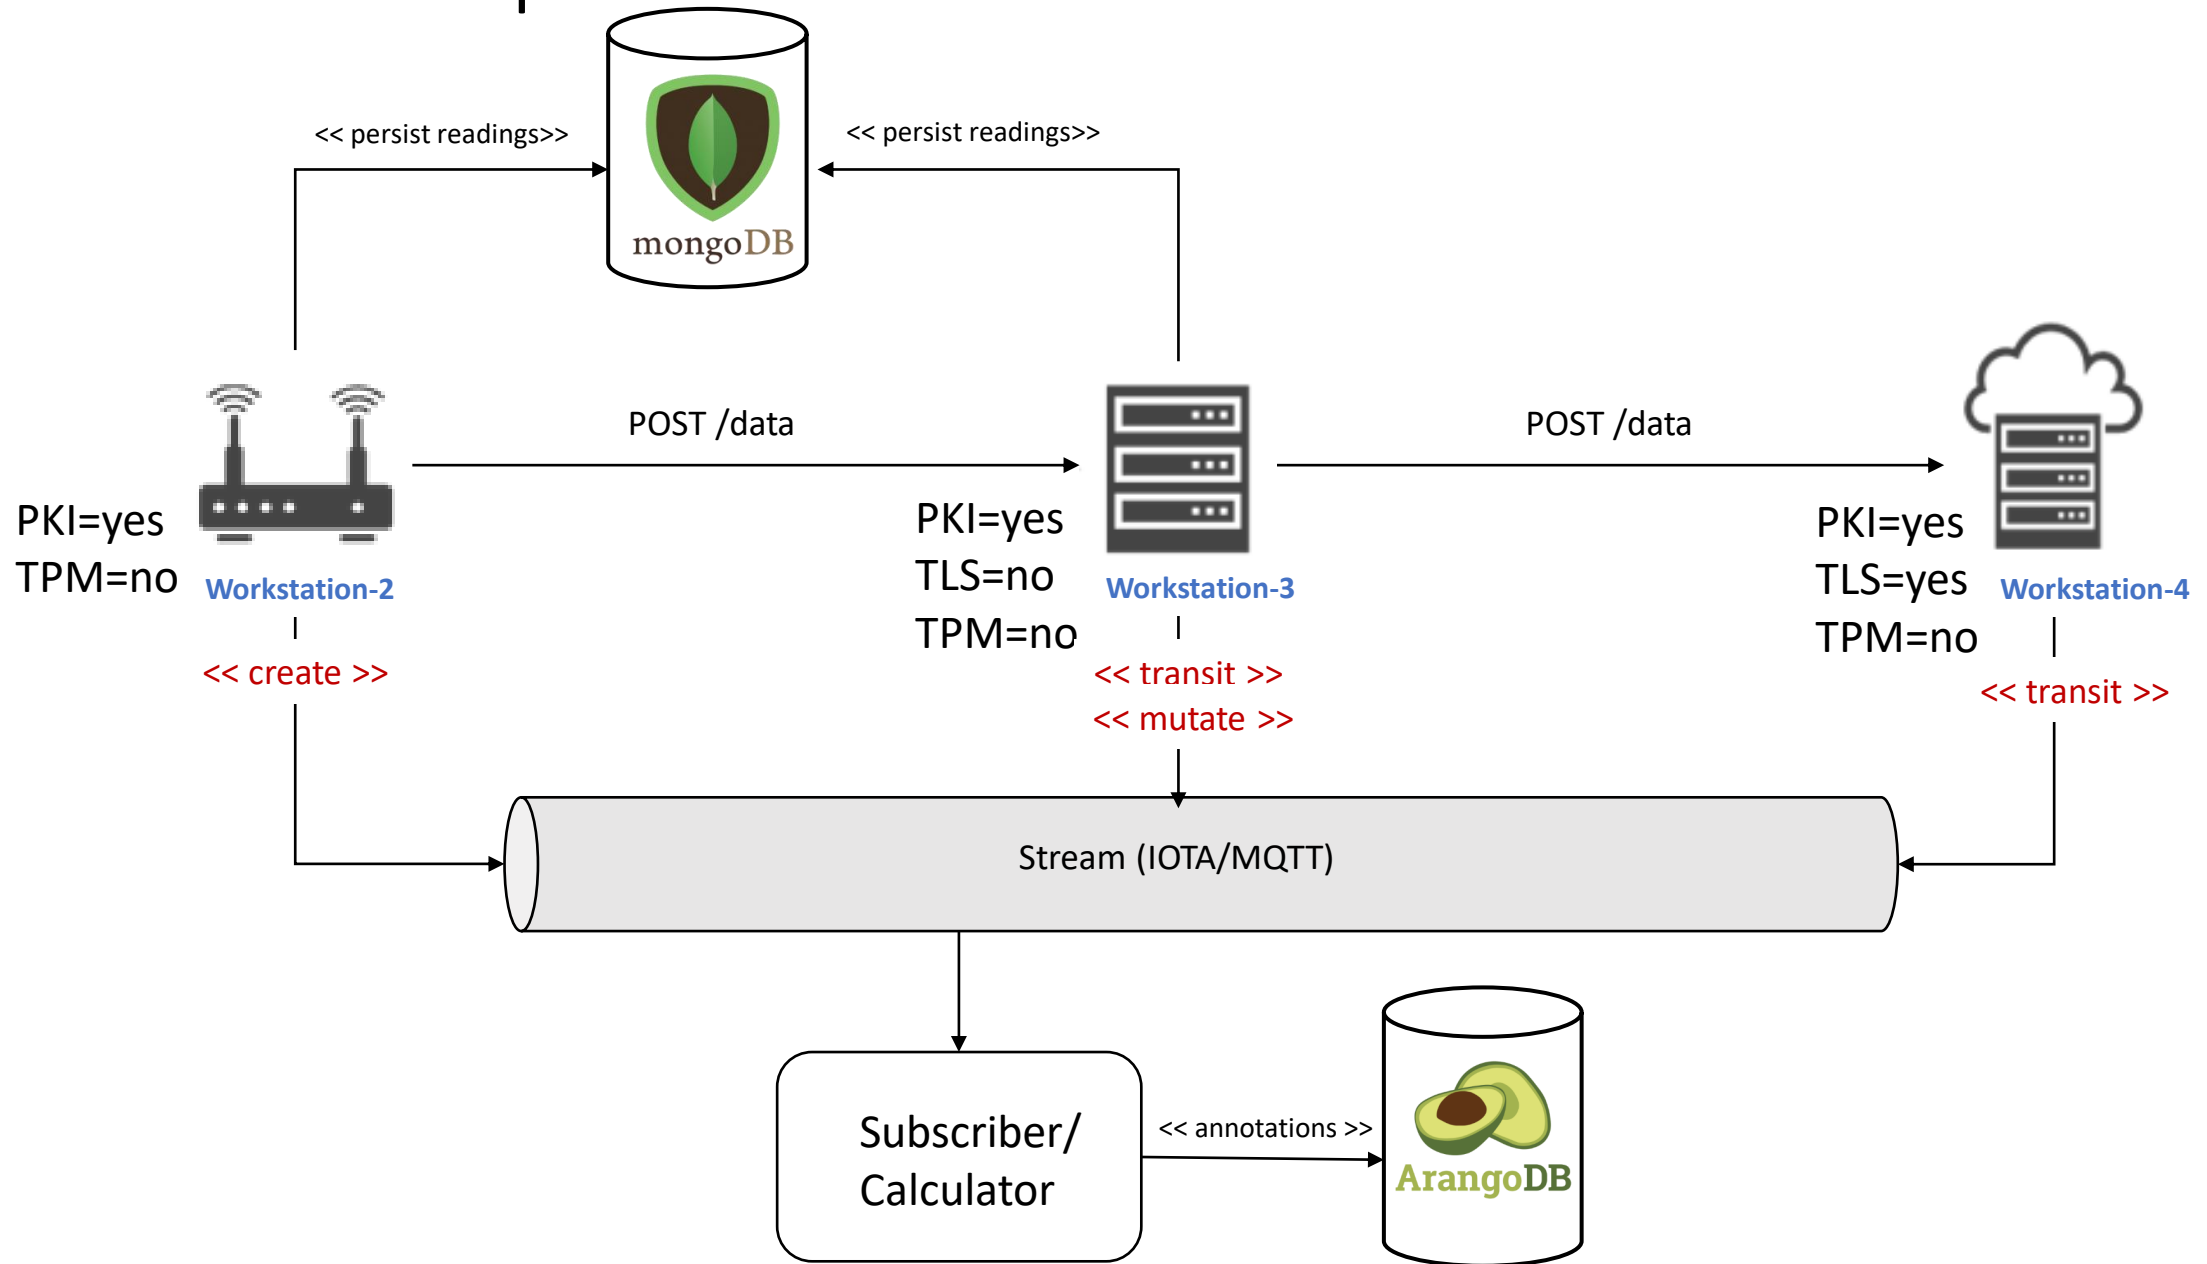 << persist readings>>
<< persist readings>>
mongoDB
POST /data
POST /data
PKI=yes
TPM=no
Workstation-2
PKI=yes
TLS=no
TPM=no
Workstation-3
PKI=yes
TLS=yes
TPM=no
Workstation-4
<< create >>
<< transit >>
<< mutate >>
<< transit >>
Stream (IOTA/MQTT)
Subscriber/
Calculator
<< annotations >>
ArangoDB